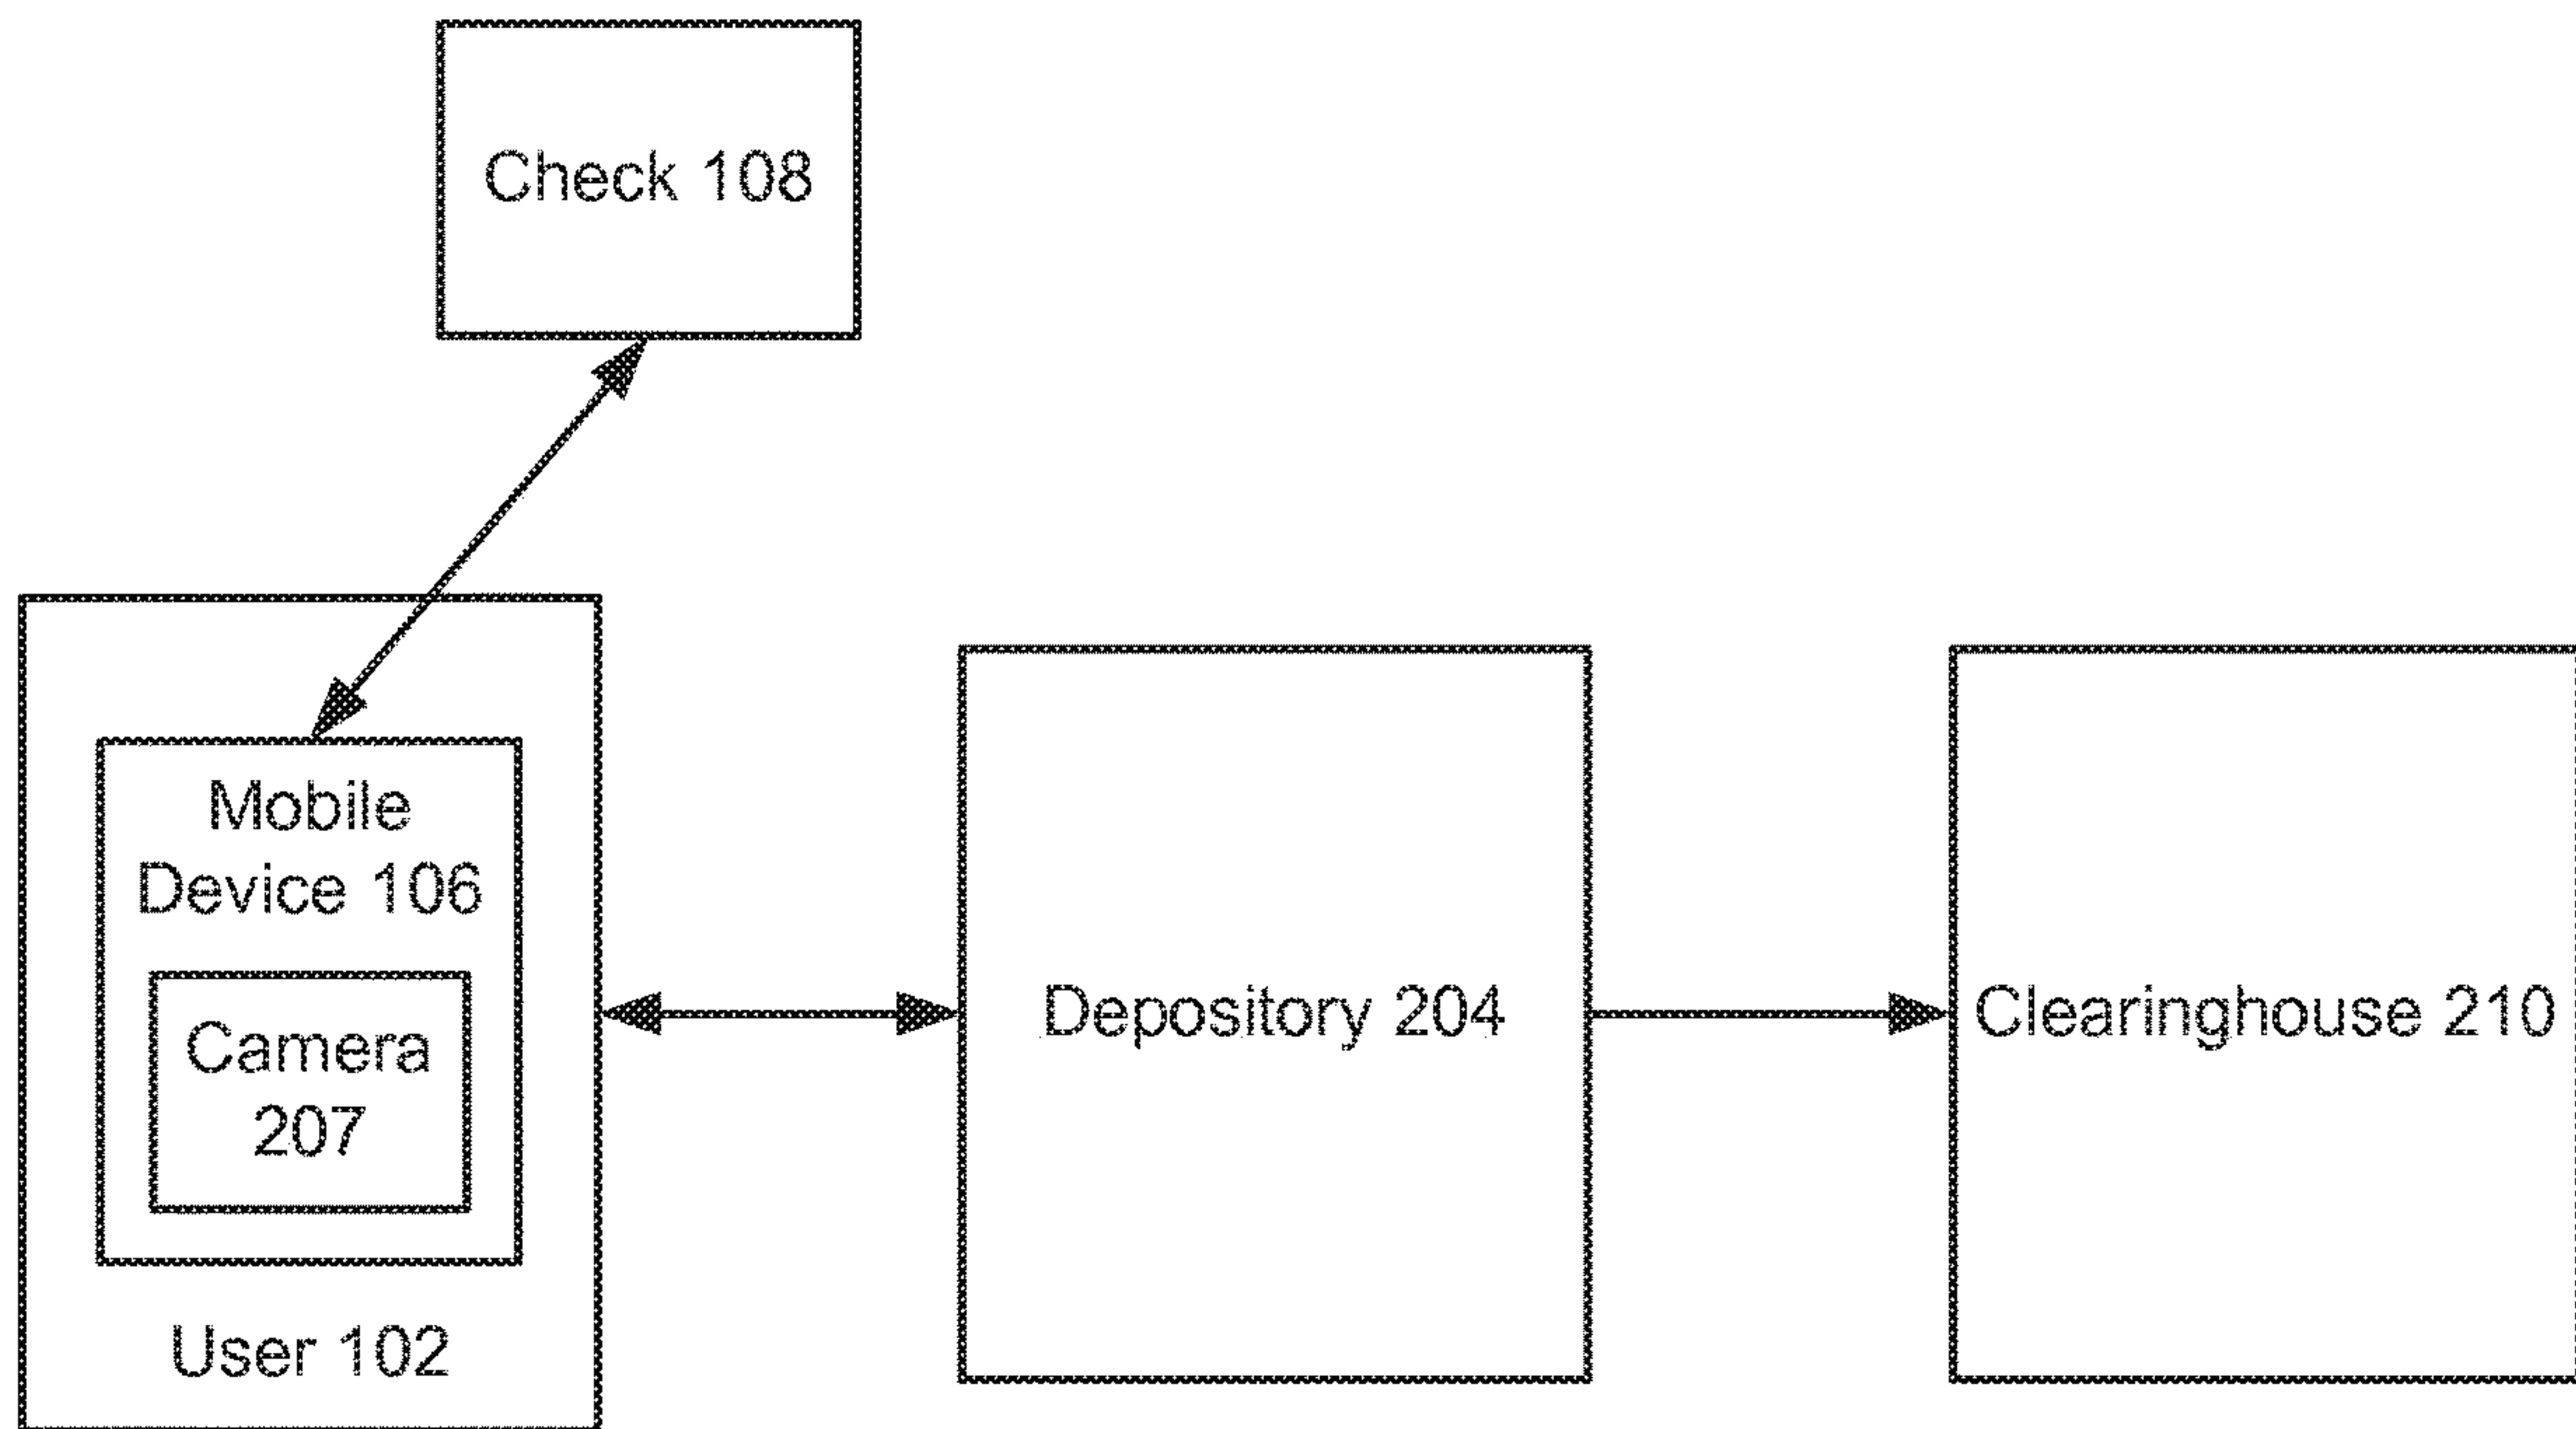 Check 108
Mobile
Device 106
Camera
207
User 102
Depository 204
Clearinghouse 210